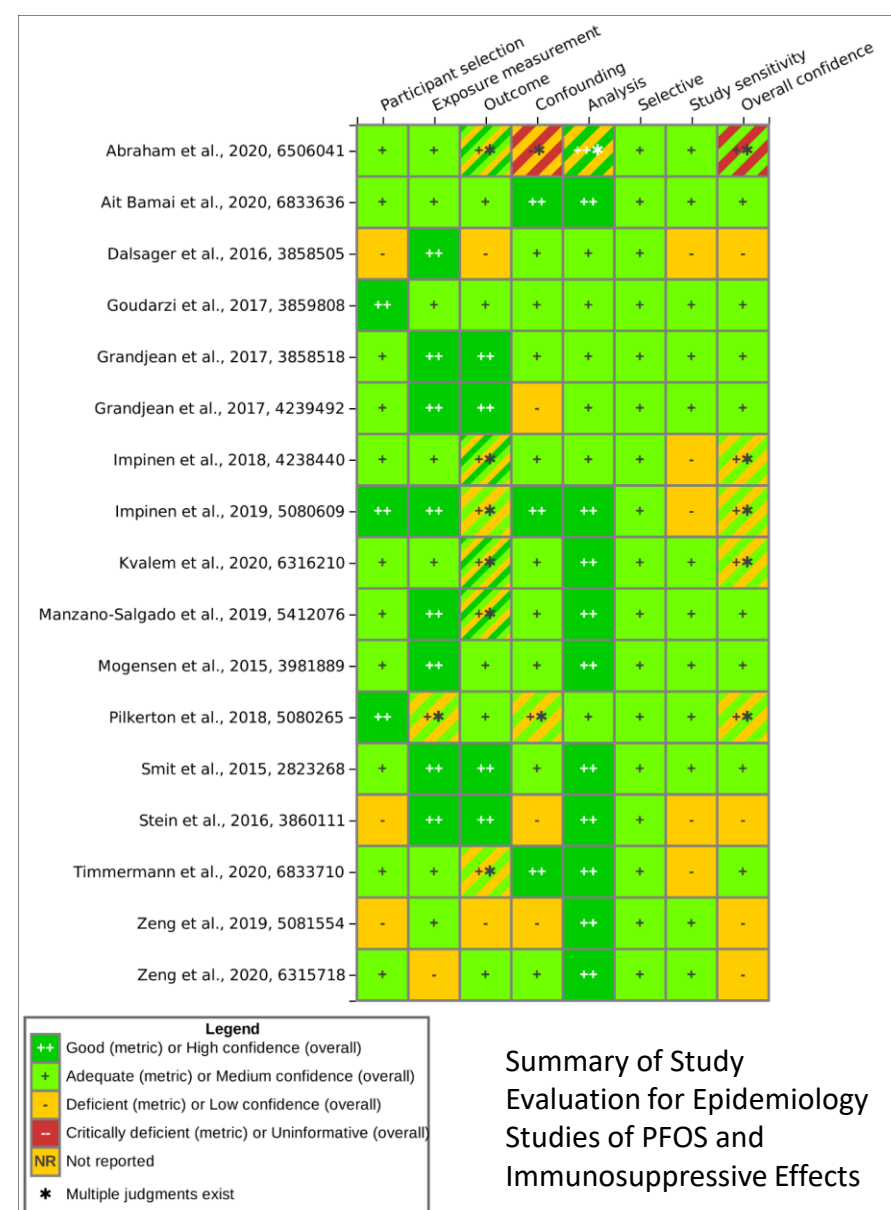 Participant selection
Exposure measurement
Outcome
Confounding
Analysis
Selective
Study sensitivity
Overall confidence
Abraham et al., 2020, 6506041 + + +✱ -✱ ++✱ + + +✱
Ait Bamai et al., 2020, 6833636 + + + ++ ++ + + +
Dalsager et al., 2016, 3858505 - ++ - + + + - -
Goudarzi et al., 2017, 3859808 ++ + + + + + + +
Grandjean et al., 2017, 3858518 + ++ ++ + + + + +
Grandjean et al., 2017, 4239492 + ++ ++ - + + + +
Impinen et al., 2018, 4238440 + + +✱ + + + - +✱
Impinen et al., 2019, 5080609 ++ ++ +✱ ++ ++ + - +✱
Kvalem et al., 2020, 6316210 + + +✱ + ++ + + +✱
Manzano-Salgado et al., 2019, 5412076 + ++ +✱ + ++ + + +
Mogensen et al., 2015, 3981889 + ++ + + ++ + + +
Pilkerton et al., 2018, 5080265 ++ +✱ + +✱ + + + +✱
Smit et al., 2015, 2823268 + ++ ++ + ++ + + +
Stein et al., 2016, 3860111 - ++ ++ - ++ + - -
Timmermann et al., 2020, 6833710 + + +✱ ++ ++ + - +
Zeng et al., 2019, 5081554 - + - - ++ + + -
Zeng et al., 2020, 6315718 + - + + ++ + + -
Legend
++ Good (metric) or High confidence (overall)
+ Adequate (metric) or Medium confidence (overall)
- Deficient (metric) or Low confidence (overall)
-- Critically deficient (metric) or Uninformative (overall)
NR Not reported
✱ Multiple judgments exist
Summary of Study
Evaluation for Epidemiology
Studies of PFOS and
Immunosuppressive Effects